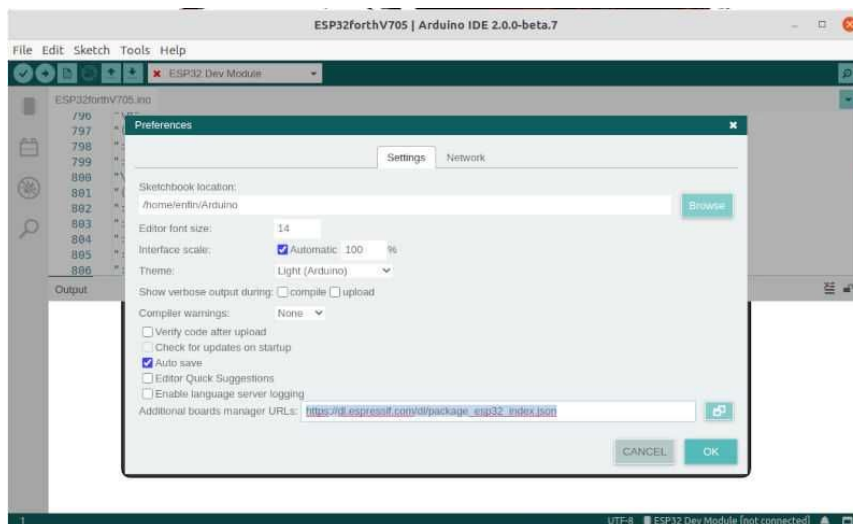 ESP32forthV705 | Arduino IDE 2.0.0-beta.7
File Edit Sketch Tools Help
ESP32 Dev Module
ESP32forthV705.ino
796
797
798
799
800
801
802
803
804
805
806
Preferences
Settings Network
Sketchbook location:
/home/enfin/Arduino
Browse
Editor font size: 14
Interface scale: Automatic 100 %
Theme: Light (Arduino)
Show verbose output during: compile upload
Compiler warnings: None
Verify code after upload
Check for updates on startup
Auto save
Editor Quick Suggestions
Enable language server logging
Additional boards manager URLs: https://dl.espressif.com/dl/package_esp32_index.json
CANCEL OK
Output
1 UTF-8 ESP32 Dev Module [not connected]